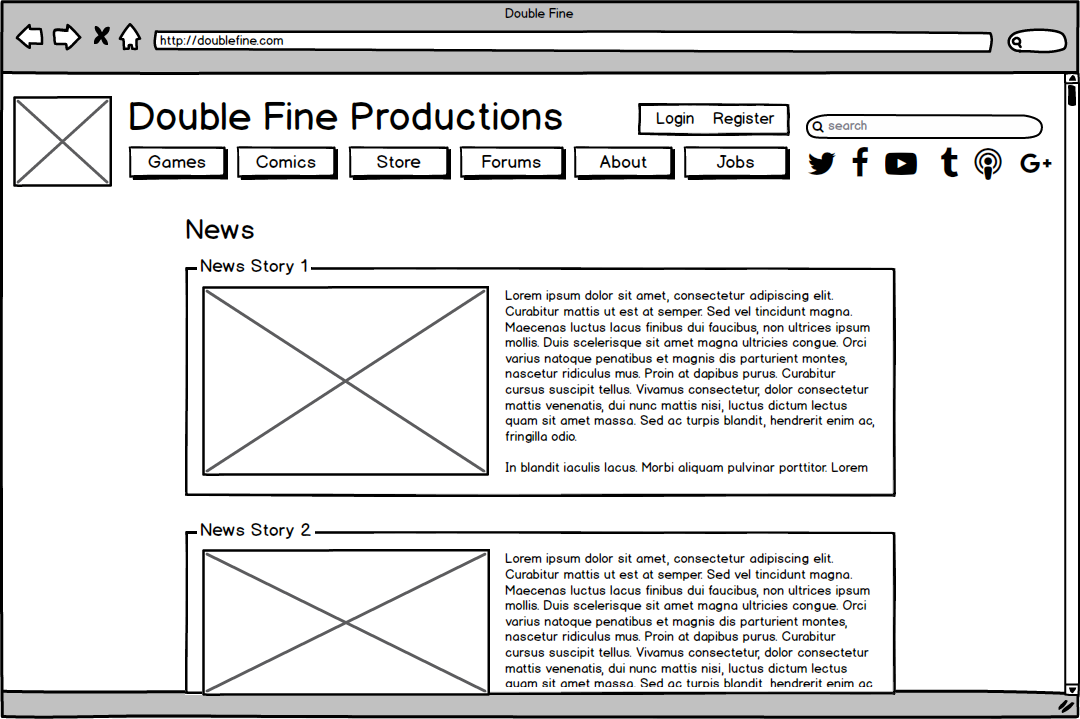 Double Fine
http://doublefine.com
Double Fine Productions
Login Register
search
Games Comics Store Forums About Jobs
G+
News
News Story 1
Lorem ipsum dolor sit amet, consectetur adipiscing elit.
Curabitur mattis ut est at semper. Sed vel tincidunt magna.
Maecenas luctus lacus finibus dui faucibus, non ultrices ipsum
mollis. Duis scelerisque sit amet magna ultricies congue. Orci
varius natoque penatibus et magnis dis parturient montes,
nascetur ridiculus mus. Proin at dapibus purus. Curabitur
cursus suscipit tellus. Vivamus consectetur, dolor consectetur
mattis venenatis, dui nunc mattis nisi, luctus dictum lectus
quam sit amet massa. Sed ac turpis blandit, hendrerit enim ac,
fringilla odio.
In blandit iaculis lacus. Morbi aliquam pulvinar porttitor. Lorem
News Story 2
Lorem ipsum dolor sit amet, consectetur adipiscing elit.
Curabitur mattis ut est at semper. Sed vel tincidunt magna.
Maecenas luctus lacus finibus dui faucibus, non ultrices ipsum
mollis. Duis scelerisque sit amet magna ultricies congue. Orci
varius natoque penatibus et magnis dis parturient montes,
nascetur ridiculus mus. Proin at dapibus purus. Curabitur
cursus suscipit tellus. Vivamus consectetur, dolor consectetur
mattis venenatis, dui nunc mattis nisi, luctus dictum lectus
quam sit amet massa. Sed ac turpis blandit, hendrerit enim ac,